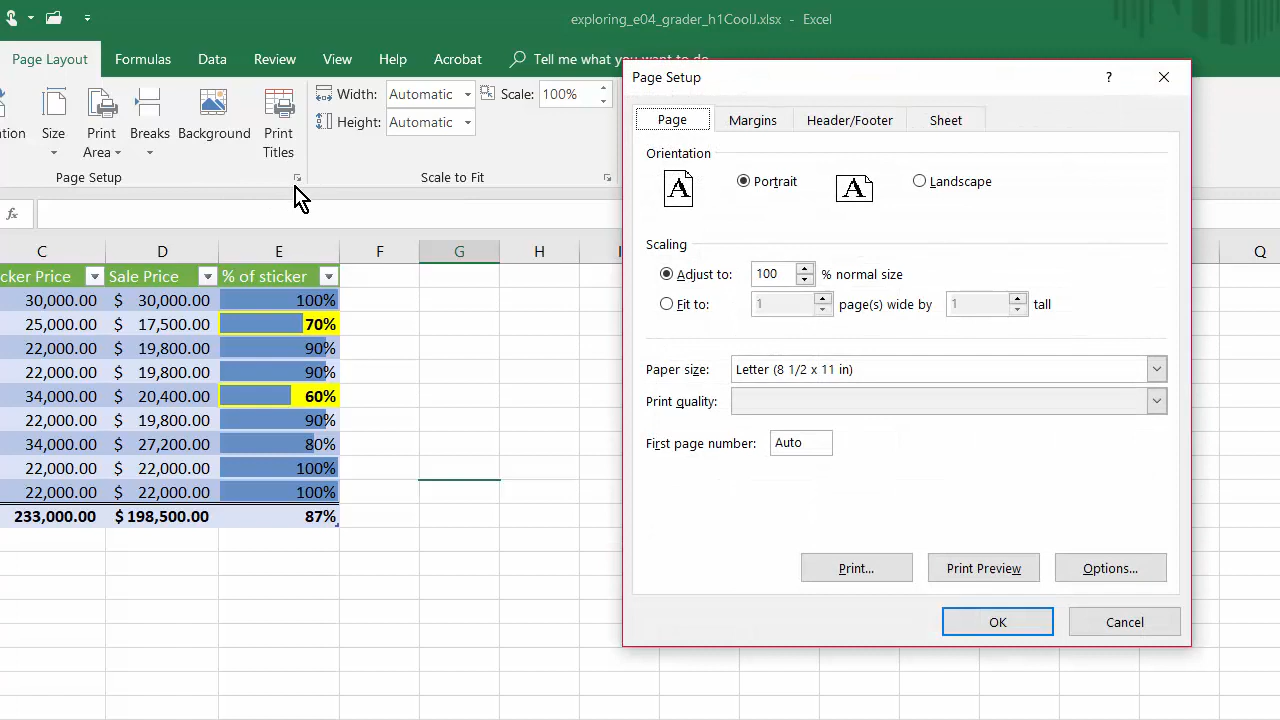 exploring_e04_grader_h1CoolJ.xlsx - Excel
Page Layout Formulas Data Review View Help Acrobat Tell me what you want to do
Size Print Area Breaks Background Print Titles
Width: Automatic Scale: 100%
Height: Automatic
Page Setup Scale to Fit
fx
C D E F G H Q
cker Price Sale Price % of sticker
30,000.00 $ 30,000.00 100%
25,000.00 $ 17,500.00 70%
22,000.00 $ 19,800.00 90%
22,000.00 $ 19,800.00 90%
34,000.00 $ 20,400.00 60%
22,000.00 $ 19,800.00 90%
34,000.00 $ 27,200.00 80%
22,000.00 $ 22,000.00 100%
22,000.00 $ 22,000.00 100%
233,000.00 $ 198,500.00 87%
Page Setup ?
Page Margins Header/Footer Sheet
Orientation
A Portrait A Landscape
Scaling
Adjust to: 100 % normal size
Fit to: 1 page(s) wide by 1 tall
Paper size: Letter (8 1/2 x 11 in)
Print quality:
First page number: Auto
Print... Print Preview Options...
OK Cancel